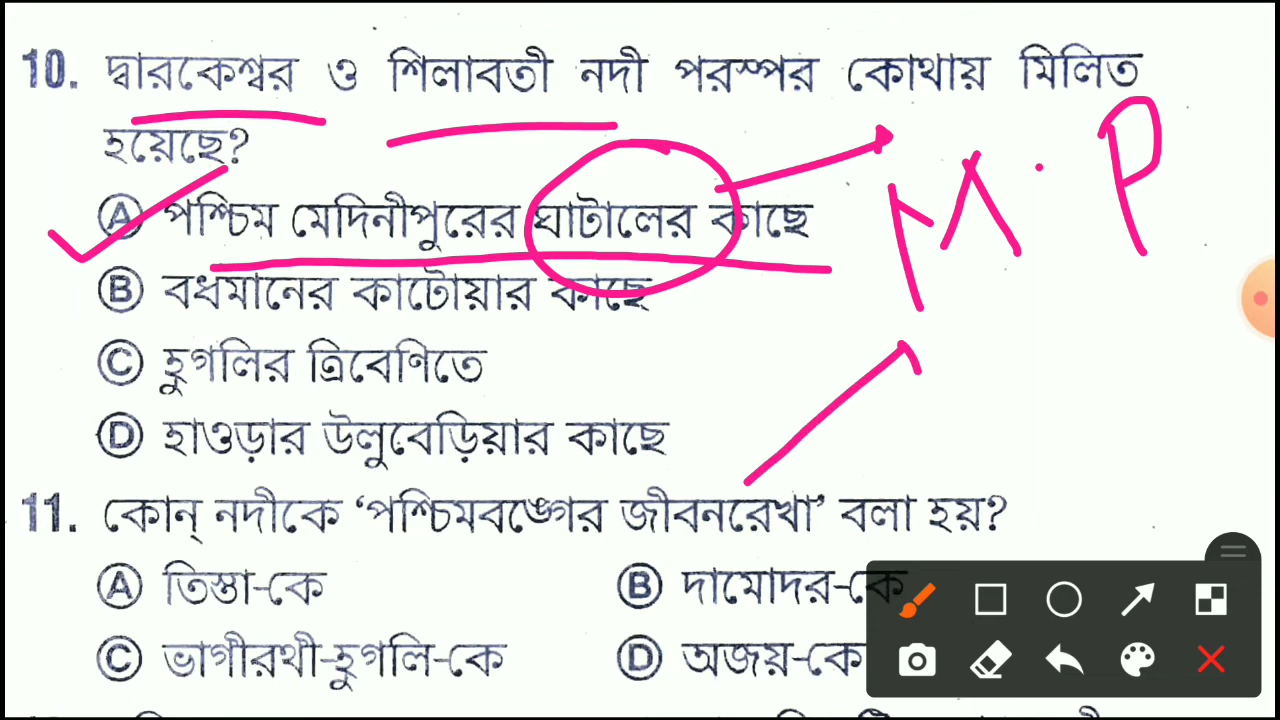 10. দ্বারকেশ্বর ও শিলাবতী নদী পরস্পর কোথায় মিলিত
হয়েছে?
Ⓐ পশ্চিম মেদিনীপুরের ঘাটালের কাছে
Ⓑ বর্ধমানের কাটোয়ার কাছে
Ⓒ হুগলির ত্রিবেণিতে
Ⓓ হাওড়ার উলুবেড়িয়ার কাছে
M.P
11. কোন্ নদীকে ‘পশ্চিমবঙ্গের জীবনরেখা’ বলা হয়?
Ⓐ তিস্তা-কে Ⓑ দামোদর-কে
Ⓒ ভাগীরথী-হুগলি-কে Ⓓ অজয়-কে